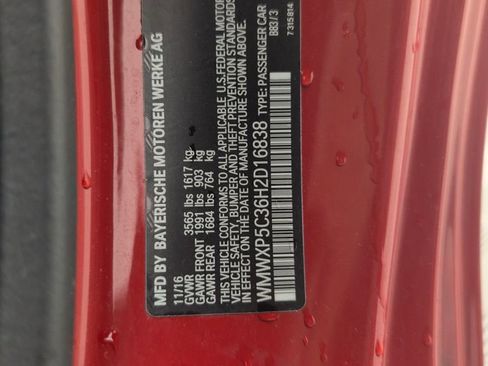 MFD BY BAYERISCHE MOTOREN WERKE AG
11/16
GVWR 3565 lbs 1617 kg
GAWR FRONT 1991 lbs 903 kg
GAWR REAR 1684 lbs 764 kg
THIS VEHICLE CONFORMS TO ALL APPLICABLE U.S. FEDERAL MOTOR
VEHICLE SAFETY, BUMPER AND THEFT PREVENTION STANDARDS
IN EFFECT ON THE DATE OF MANUFACTURE SHOWN ABOVE.
WMWXP5C36H2D16838 TYPE: PASSENGER CAR
B83/3
7 315 814